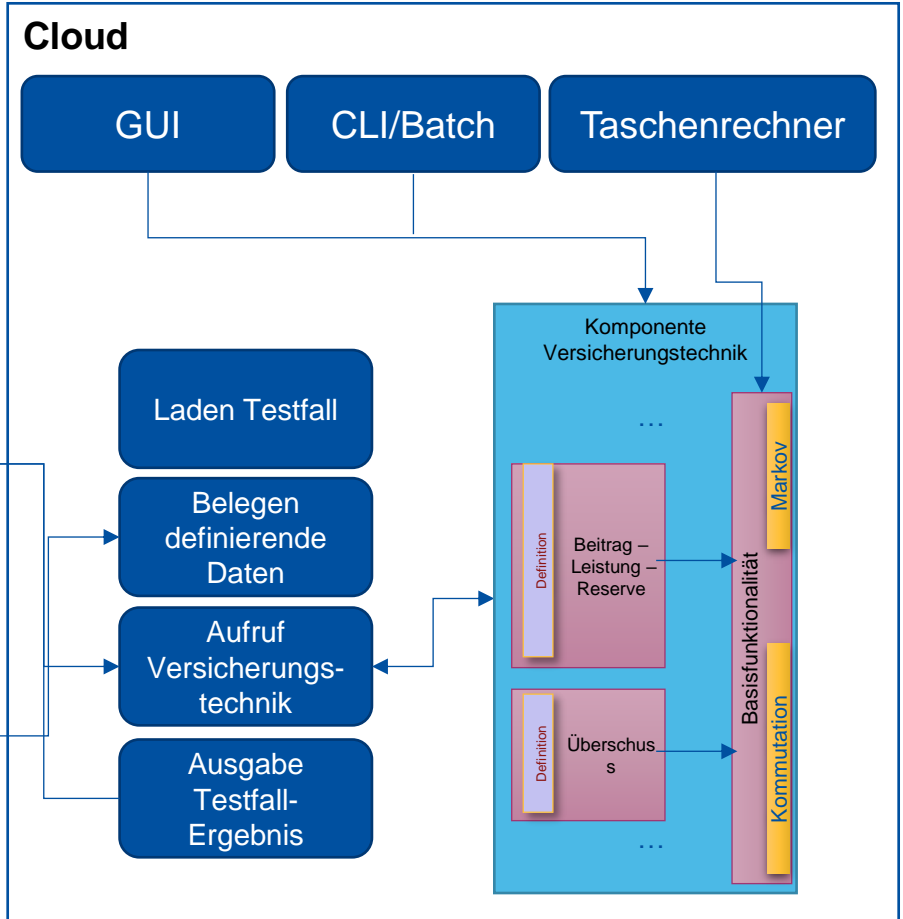 Cloud
GUI
CLI/Batch
Taschenrechner
Komponente
Versicherungstechnik
Laden Testfall
Belegen
definierende
Daten
Aufruf
Versicherungs-
technik
Ausgabe
Testfall-
Ergebnis
...
Definition
Beitrag –
Leistung –
Reserve
Definition
Überschus
s
...
Basisfunktionalität
Markov
Kommutation